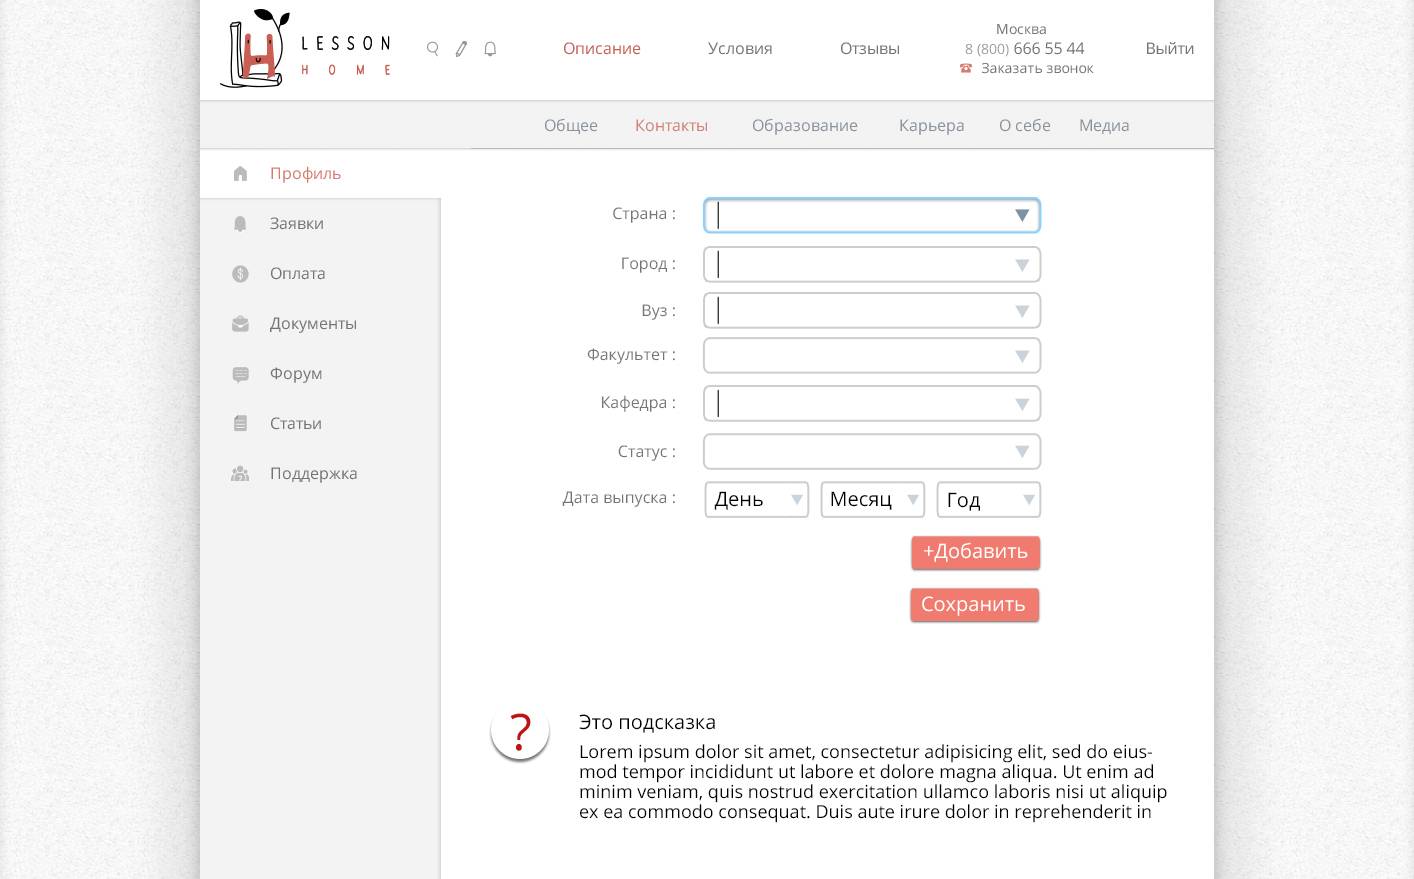 LESSON
HOME
Описание
Условия
Отзывы
Москва
8 (800) 666 55 44
Заказать звонок
Выйти
Общее
Контакты
Образование
Карьера
О себе
Медиа
Профиль
Заявки
Оплата
Документы
Форум
Статьи
Поддержка
Страна :
Город :
Вуз :
Факультет :
Кафедра :
Статус :
Дата выпуска :
День
Месяц
Год
+Добавить
Сохранить
?
Это подсказка
Lorem ipsum dolor sit amet, consectetur adipisicing elit, sed do eius-
mod tempor incididunt ut labore et dolore magna aliqua. Ut enim ad
minim veniam, quis nostrud exercitation ullamco laboris nisi ut aliquip
ex ea commodo consequat. Duis aute irure dolor in reprehenderit in